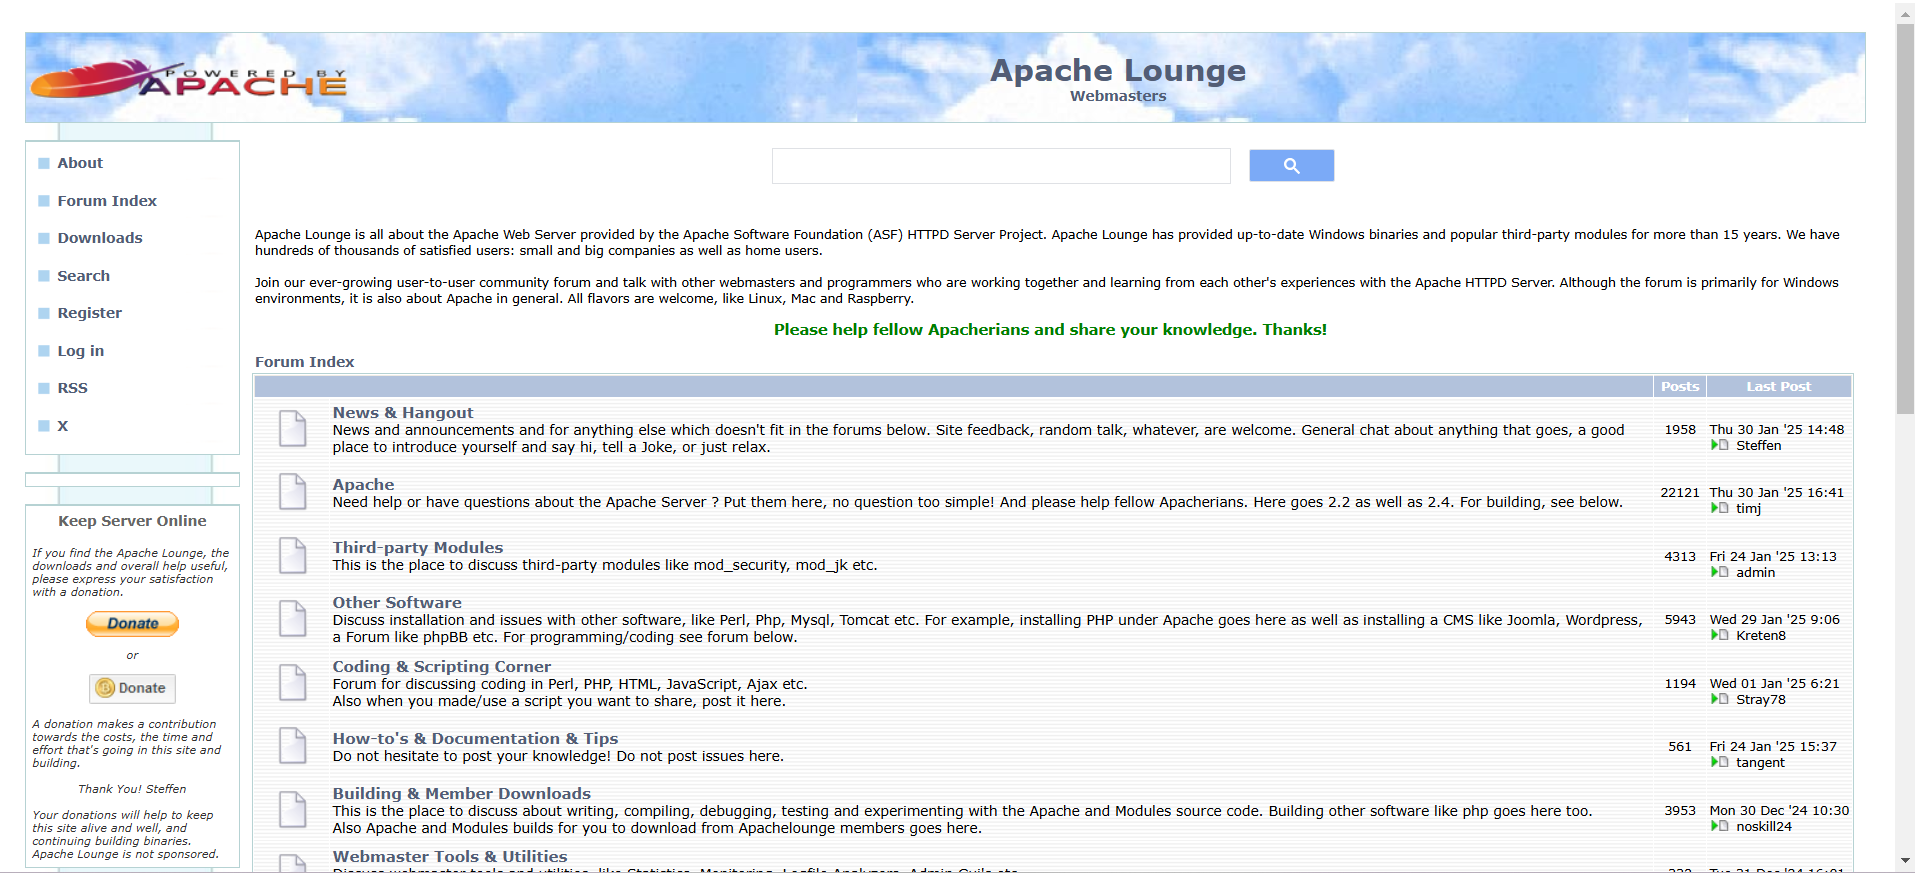 POWERED BY
APACHE
Apache Lounge
Webmasters
About
Forum Index
Downloads
Search
Register
Log in
RSS
X
Keep Server Online
If you find the Apache Lounge, the
downloads and overall help useful,
please express your satisfaction
with a donation.
Donate
or
Donate
A donation makes a contribution
towards the costs, the time and
effort that's going in this site and
building.
Thank You! Steffen
Your donations will help to keep
this site alive and well, and
continuing building binaries.
Apache Lounge is not sponsored.
Apache Lounge is all about the Apache Web Server provided by the Apache Software Foundation (ASF) HTTPD Server Project. Apache Lounge has provided up-to-date Windows binaries and popular third-party modules for more than 15 years. We have
hundreds of thousands of satisfied users: small and big companies as well as home users.
Join our ever-growing user-to-user community forum and talk with other webmasters and programmers who are working together and learning from each other's experiences with the Apache HTTPD Server. Although the forum is primarily for Windows
environments, it is also about Apache in general. All flavors are welcome, like Linux, Mac and Raspberry.
Please help fellow Apacherians and share your knowledge. Thanks!
Forum Index
Posts Last Post
News & Hangout
News and announcements and for anything else which doesn't fit in the forums below. Site feedback, random talk, whatever, are welcome. General chat about anything that goes, a good
place to introduce yourself and say hi, tell a Joke, or just relax.
1958 Thu 30 Jan '25 14:48
Steffen
Apache
Need help or have questions about the Apache Server ? Put them here, no question too simple! And please help fellow Apacherians. Here goes 2.2 as well as 2.4. For building, see below.
22121 Thu 30 Jan '25 16:41
timj
Third-party Modules
This is the place to discuss third-party modules like mod_security, mod_jk etc.
4313 Fri 24 Jan '25 13:13
admin
Other Software
Discuss installation and issues with other software, like Perl, Php, Mysql, Tomcat etc. For example, installing PHP under Apache goes here as well as installing a CMS like Joomla, Wordpress,
a Forum like phpBB etc. For programming/coding see forum below.
5943 Wed 29 Jan '25 9:06
Kreten8
Coding & Scripting Corner
Forum for discussing coding in Perl, PHP, HTML, JavaScript, Ajax etc.
Also when you made/use a script you want to share, post it here.
1194 Wed 01 Jan '25 6:21
Stray78
How-to's & Documentation & Tips
Do not hesitate to post your knowledge! Do not post issues here.
561 Fri 24 Jan '25 15:37
tangent
Building & Member Downloads
This is the place to discuss about writing, compiling, debugging, testing and experimenting with the Apache and Modules source code. Building other software like php goes here too.
Also Apache and Modules builds for you to download from Apachelounge members goes here.
3953 Mon 30 Dec '24 10:30
noskill24
Webmaster Tools & Utilities